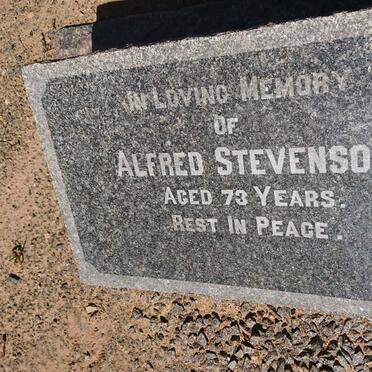 IN LOVING MEMORY
OF
ALFRED STEVENSO
AGED 73 YEARS.
REST IN PEACE.